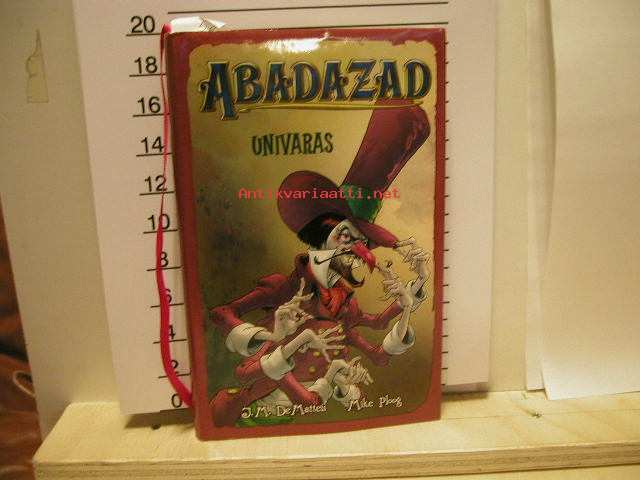 20
18
16
14
12
10
8
6
4
2
0
ABADAZAD
UNIVARAS
Antikvariaatti.net
J.M. DeMatteis Mike Ploog